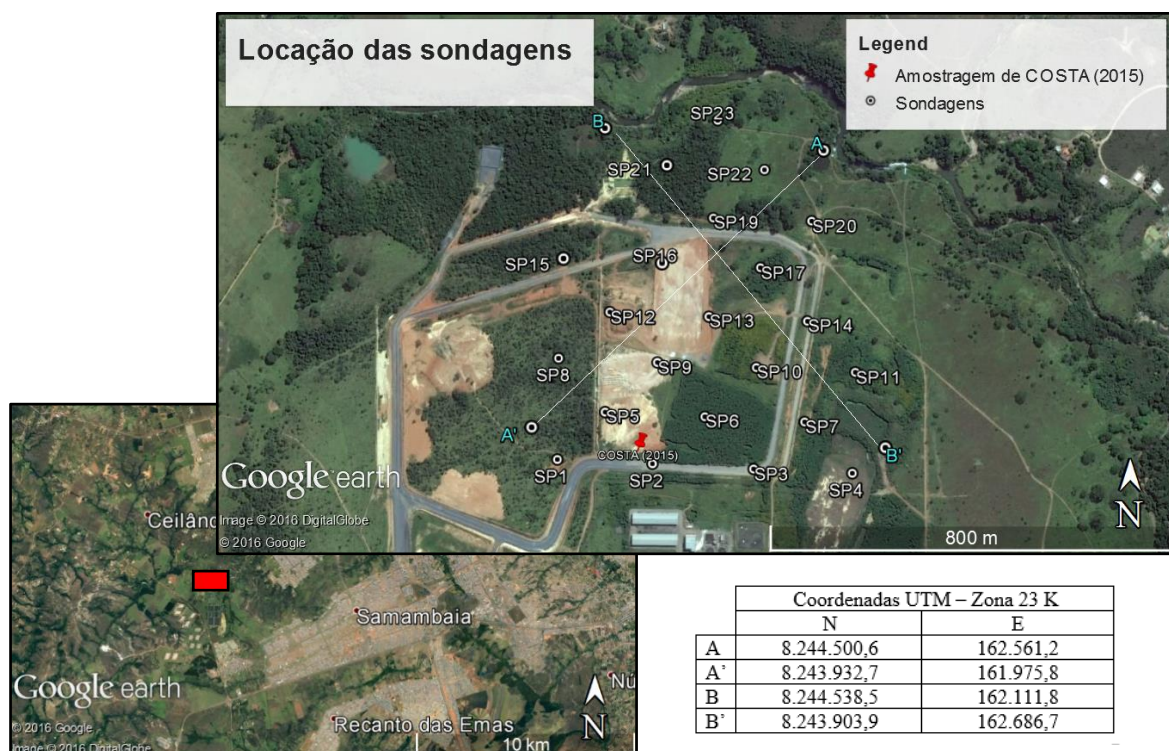 Locação das sondagens
Legend
Amostragem de COSTA (2015)
Sondagens
B
SP23
A
SP21
SP22
SP19
SP20
SP15
SP16
SP17
SP12
SP13
SP14
SP8
SP9
SP10
SP11
A'
SP5
SP6
SP7
COSTA (2015)
B'
SP1
SP2
SP3
SP4
Google earth
Image © 2016 DigitalGlobe
© 2016 Google
800 m
N
Ceilând
Samambaia
Google earth
Nú
N
© 2016 Google
Image © 2016 DigitalGlobe
Recanto das Emas
10 km
Coordenadas UTM – Zona 23 K
N E
A 8.244.500,6 162.561,2
A' 8.243.932,7 161.975,8
B 8.244.538,5 162.111,8
B' 8.243.903,9 162.686,7